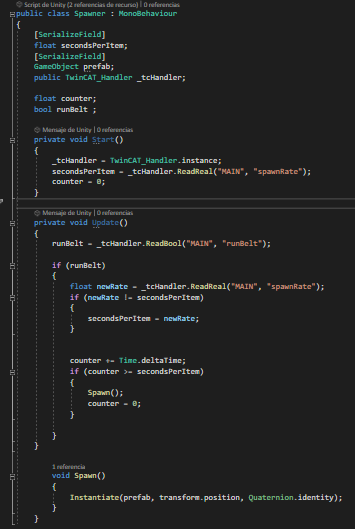 Script de Unity (2 referencias de recurso) | 0 referencias
public class Spawner : MonoBehaviour
{
[SerializeField]
float secondsPerItem;
[SerializeField]
GameObject prefab;
public TwinCAT_Handler _tcHandler;
float counter;
bool runBelt ;
Mensaje de Unity | 0 referencias
private void Start()
{
_tcHandler = TwinCAT_Handler.instance;
secondsPerItem = _tcHandler.ReadReal("MAIN", "spawnRate");
counter = 0;
}
Mensaje de Unity | 0 referencias
private void Update()
{
runBelt = _tcHandler.ReadBool("MAIN", "runBelt");
if (runBelt)
{
float newRate = _tcHandler.ReadReal("MAIN", "spawnRate");
if (newRate != secondsPerItem)
{
secondsPerItem = newRate;
}
counter += Time.deltaTime;
if (counter >= secondsPerItem)
{
Spawn();
counter = 0;
}
}
}
1 referencia
void Spawn()
{
Instantiate(prefab, transform.position, Quaternion.identity);
}
}